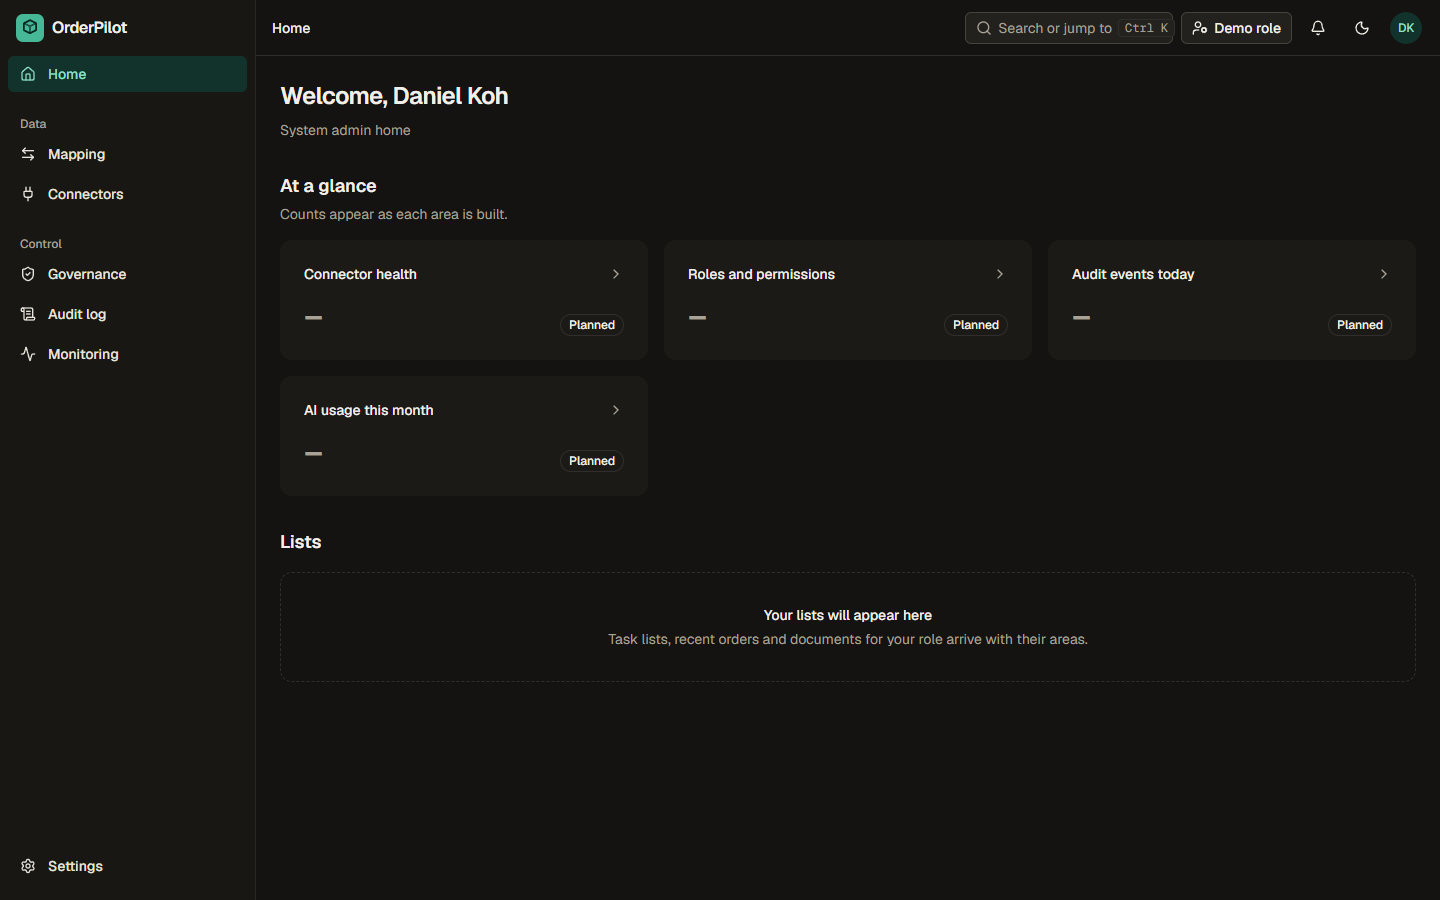 OrderPilot
Home
Data
Mapping
Connectors
Control
Governance
Audit log
Monitoring
Settings
Home
Search or jump to Ctrl K
Demo role
DK
Welcome, Daniel Koh
System admin home
At a glance
Counts appear as each area is built.
Connector health
–
Planned
Roles and permissions
–
Planned
Audit events today
–
Planned
AI usage this month
–
Planned
Lists
Your lists will appear here
Task lists, recent orders and documents for your role arrive with their areas.